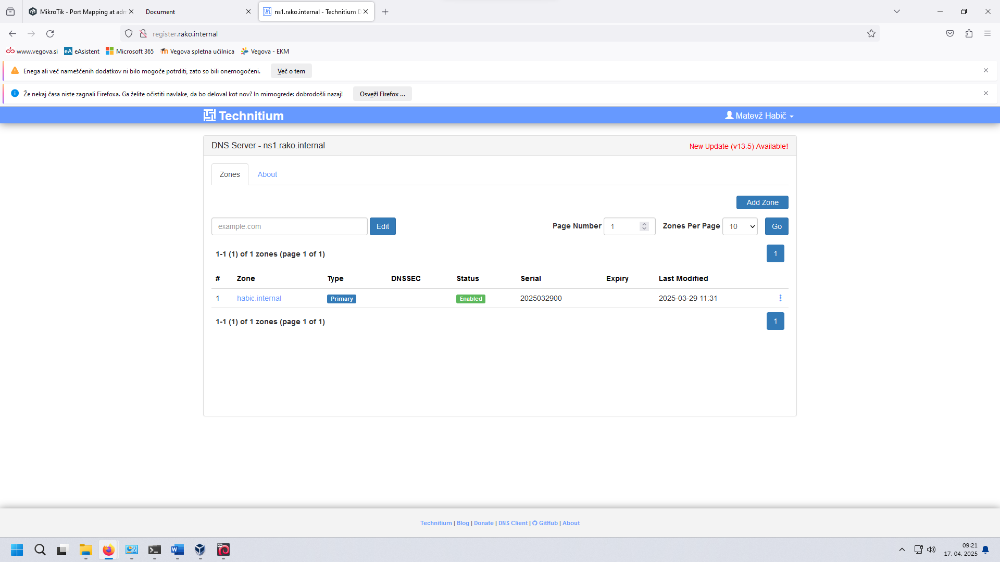 MikroTik - Port Mapping at adm
Document
ns1.rako.internal - Technitium D
register.rako.internal
www.vegova.si
eA eAsistent
Microsoft 365
Vegova spletna učilnica
Vegova - EKM
Enega ali več nameščenih dodatkov ni bilo mogoče potrditi, zato so bili onemogočeni.
Več o tem
Že nekaj časa niste zagnali Firefoxa. Ga želite očistiti navlake, da bo deloval kot nov? In mimogrede: dobrodošli nazaj!
Osveži Firefox ...
Technitium
Matevž Habič
DNS Server - ns1.rako.internal
New Update (v13.5) Available!
Zones
About
Add Zone
example.com
Edit
Page Number 1
Zones Per Page 10
Go
1-1 (1) of 1 zones (page 1 of 1)
1
# Zone Type DNSSEC Status Serial Expiry Last Modified
1 habic.internal Primary Enabled 2025032900 2025-03-29 11:31
1-1 (1) of 1 zones (page 1 of 1)
1
Technitium | Blog | Donate | DNS Client | GitHub | About
09:21
17. 04. 2025